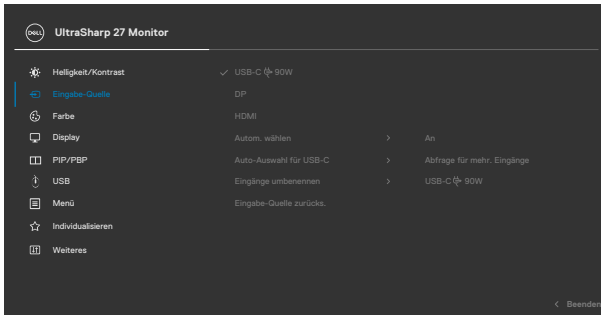 DELL UltraSharp 27 Monitor
Helligkeit/Kontrast USB-C 90W
Eingabe-Quelle DP
Farbe HDMI
Display Autom. wählen > An
PIP/PBP Auto-Auswahl für USB-C > Abfrage für mehr. Eingänge
USB Eingänge umbenennen > USB-C 90W
Menü Eingabe-Quelle zurücks.
Individualisieren
Weiteres
< Beenden